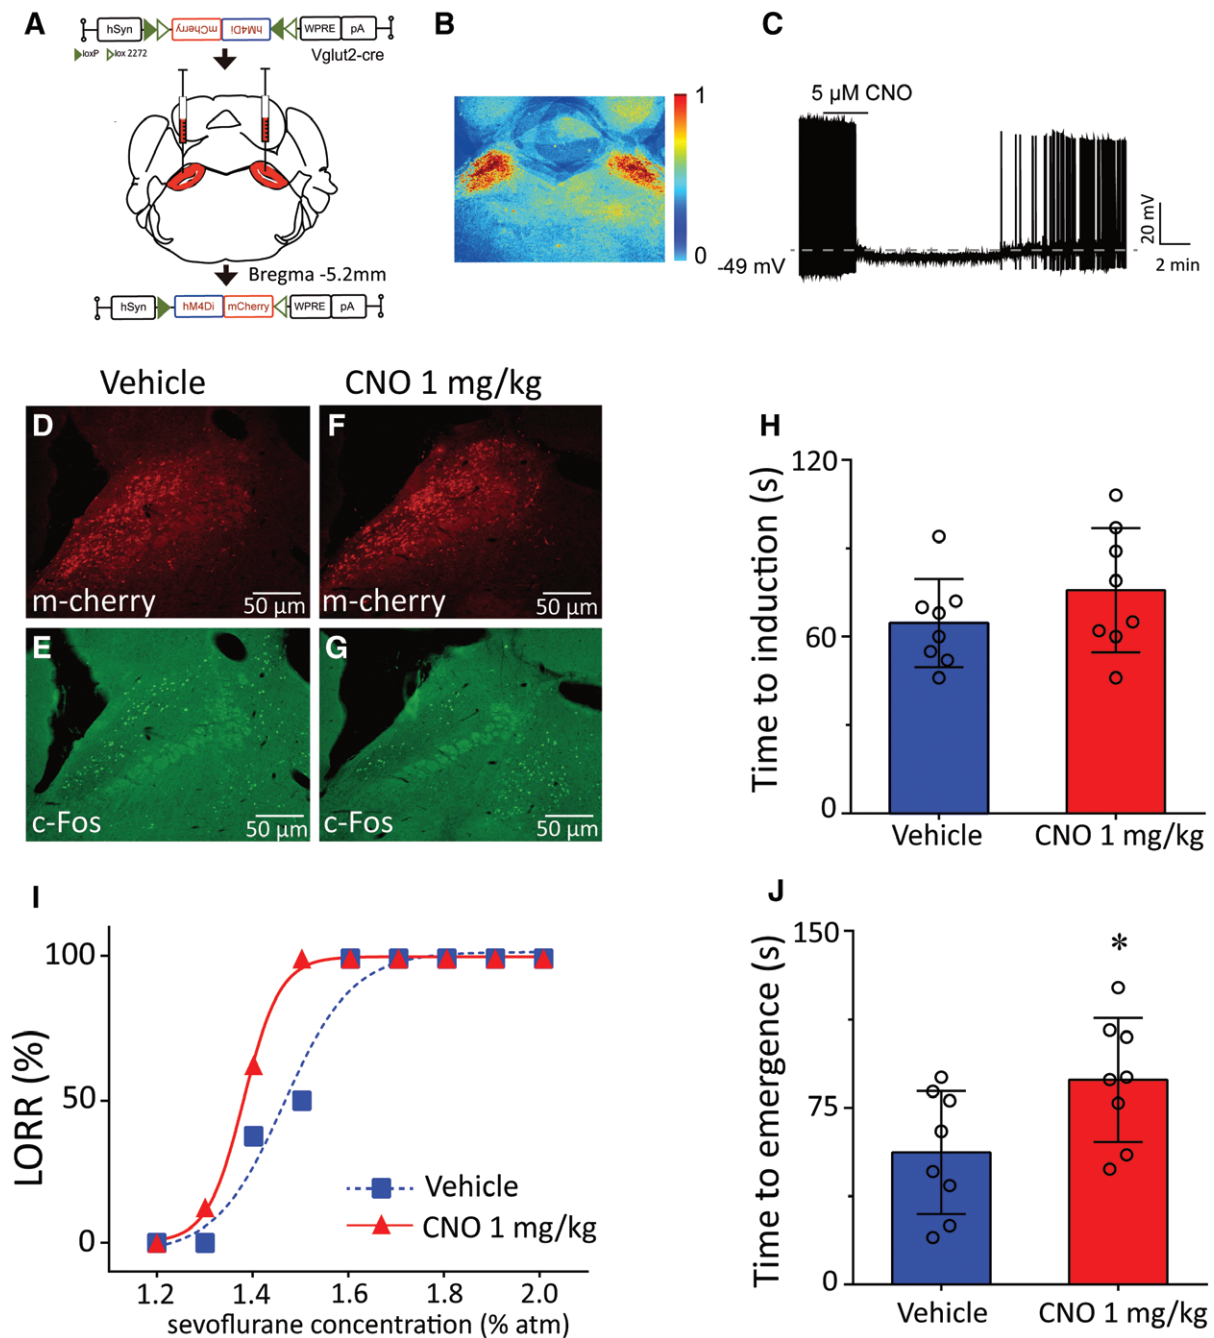 A
hSyn
mCherry
hM4Di
WPRE
pA
loxP
lox 2272
Vglut2-cre
Bregma -5.2mm
hSyn
hM4Di
mCherry
WPRE
pA
B
1
0
C
5 µM CNO
-49 mV
20 mV
2 min
Vehicle
CNO 1 mg/kg
D
m-cherry
50 µm
F
m-cherry
50 µm
E
c-Fos
50 µm
G
c-Fos
50 µm
H
Time to induction (s)
120
60
0
Vehicle
CNO 1 mg/kg
I
LORR (%)
100
50
0
Vehicle
CNO 1 mg/kg
1.2
1.4
1.6
1.8
2.0
sevoflurane concentration (% atm)
J
Time to emergence (s)
150
75
0
*
Vehicle
CNO 1 mg/kg